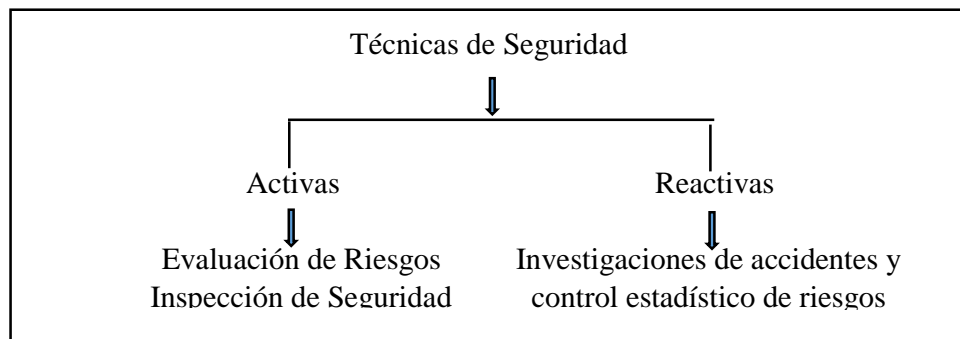 Técnicas de Seguridad
Activas
Reactivas
Evaluación de Riesgos
Inspección de Seguridad
Investigaciones de accidentes y
control estadístico de riesgos